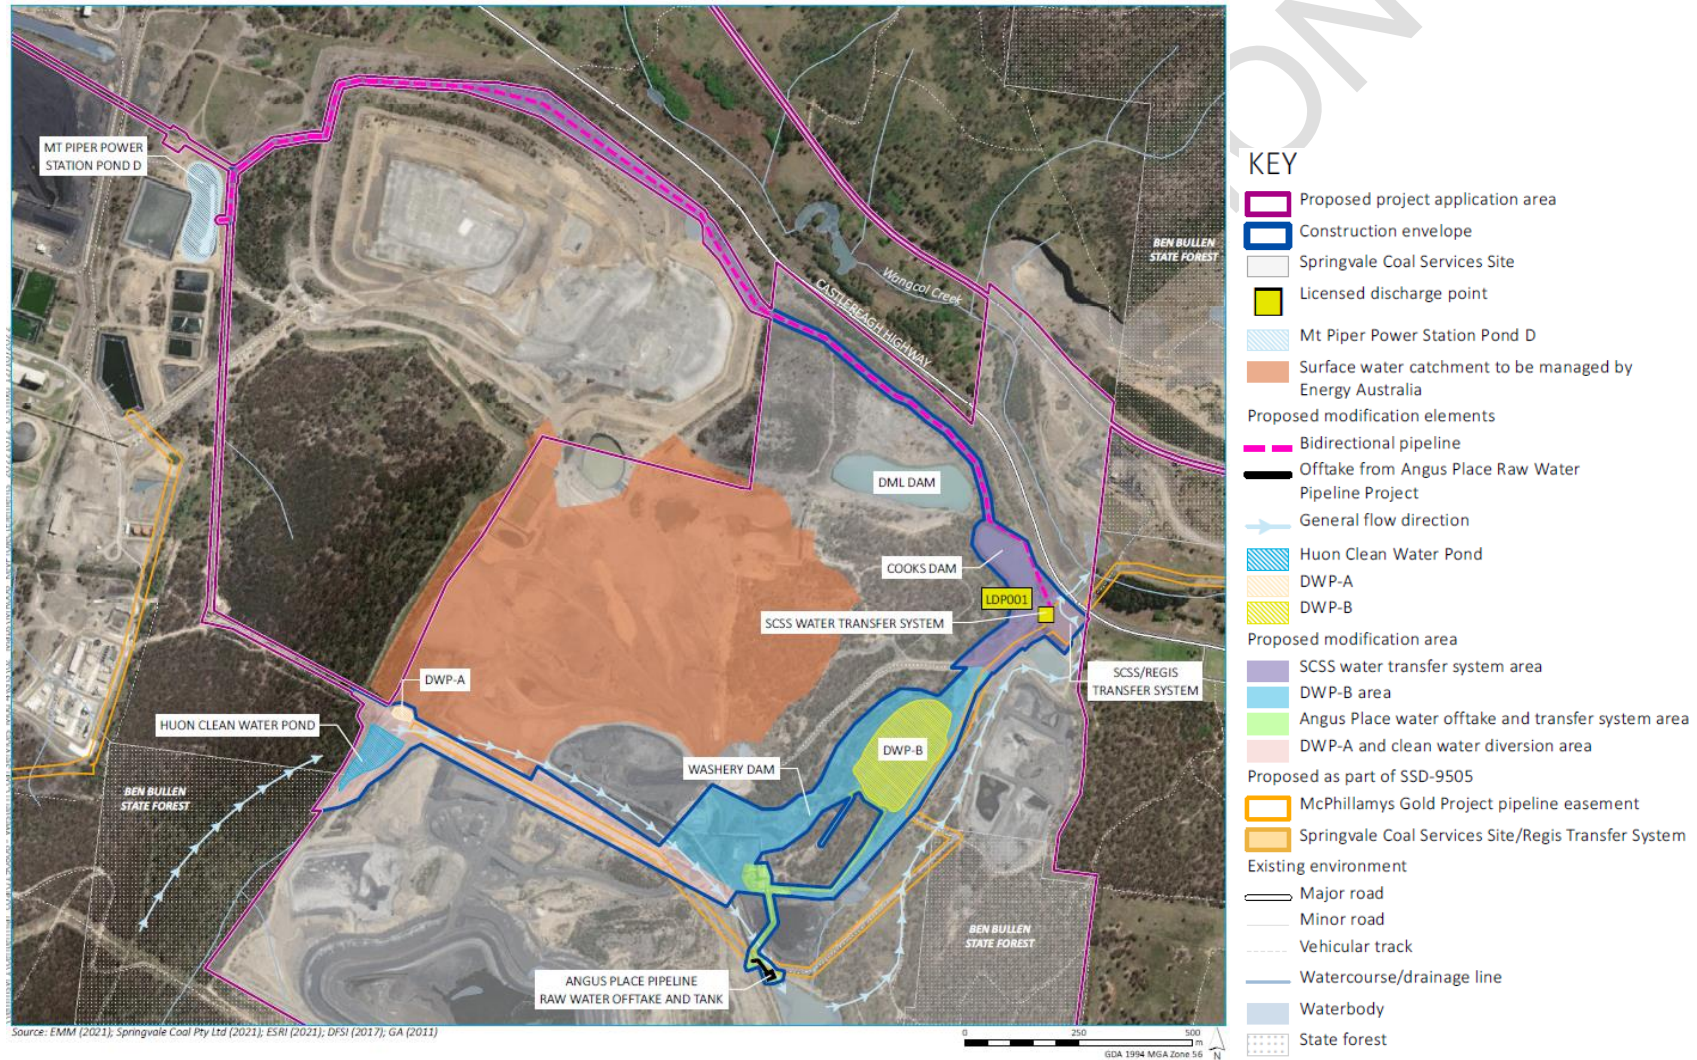 MT PIPER POWER
STATION POND D
BEN BULLEN
STATE FOREST
Wangcol Creek
CASTLEREAGH HIGHWAY
DML DAM
COOKS DAM
LDP001
SCSS WATER TRANSFER SYSTEM
SCSS/REGIS
TRANSFER SYSTEM
DWP-A
HUON CLEAN WATER POND
DWP-B
WASHERY DAM
BEN BULLEN
STATE FOREST
BEN BULLEN
STATE FOREST
ANGUS PLACE PIPELINE
RAW WATER OFFTAKE AND TANK
Source: EMM (2021); Springvale Coal Pty Ltd (2021); ESRI (2021); DFSI (2017); GA (2011)
0 250 500
m
GDA 1994 MGA Zone 56
N
ON
KEY
Proposed project application area
Construction envelope
Springvale Coal Services Site
Licensed discharge point
Mt Piper Power Station Pond D
Surface water catchment to be managed by
Energy Australia
Proposed modification elements
Bidirectional pipeline
Offtake from Angus Place Raw Water
Pipeline Project
General flow direction
Huon Clean Water Pond
DWP-A
DWP-B
Proposed modification area
SCSS water transfer system area
DWP-B area
Angus Place water offtake and transfer system area
DWP-A and clean water diversion area
Proposed as part of SSD-9505
McPhillamys Gold Project pipeline easement
Springvale Coal Services Site/Regis Transfer System
Existing environment
Major road
Minor road
Vehicular track
Watercourse/drainage line
Waterbody
State forest